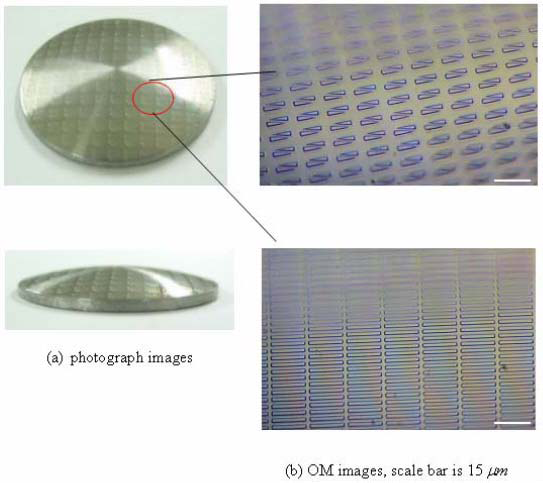 (a) photograph images
(b) OM images, scale bar is 15 μm